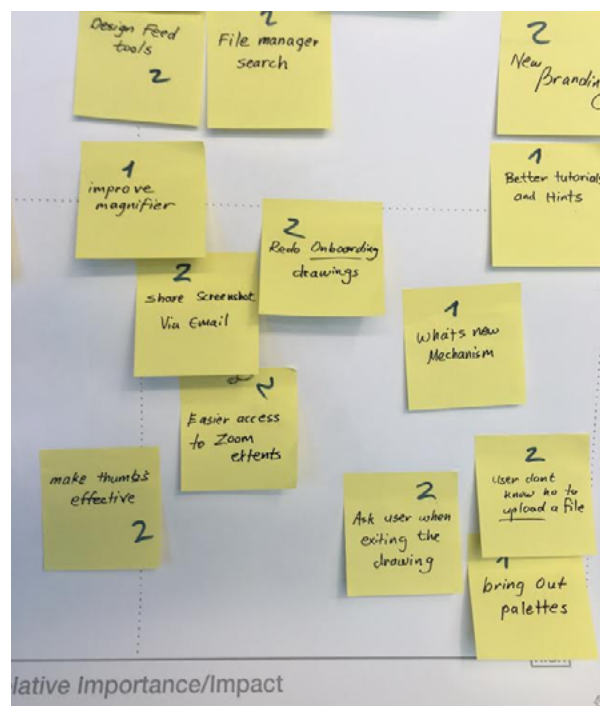 Design Feed
tools
2
2
File manager
search
2
New
Brandin
1
improve
magnifier
1
Better tutorials
and Hints
2
Redo Onboarding
drawings
2
share Screenshot
Via Email
1
whats new
Mechanism
2
Easier access
to Zoom
extents
make thumbs
effective
2
2
Ask user when
exiting the
drawing
2
User dont
know ho to
upload a file
1
bring Out
palettes
lative Importance/Impact